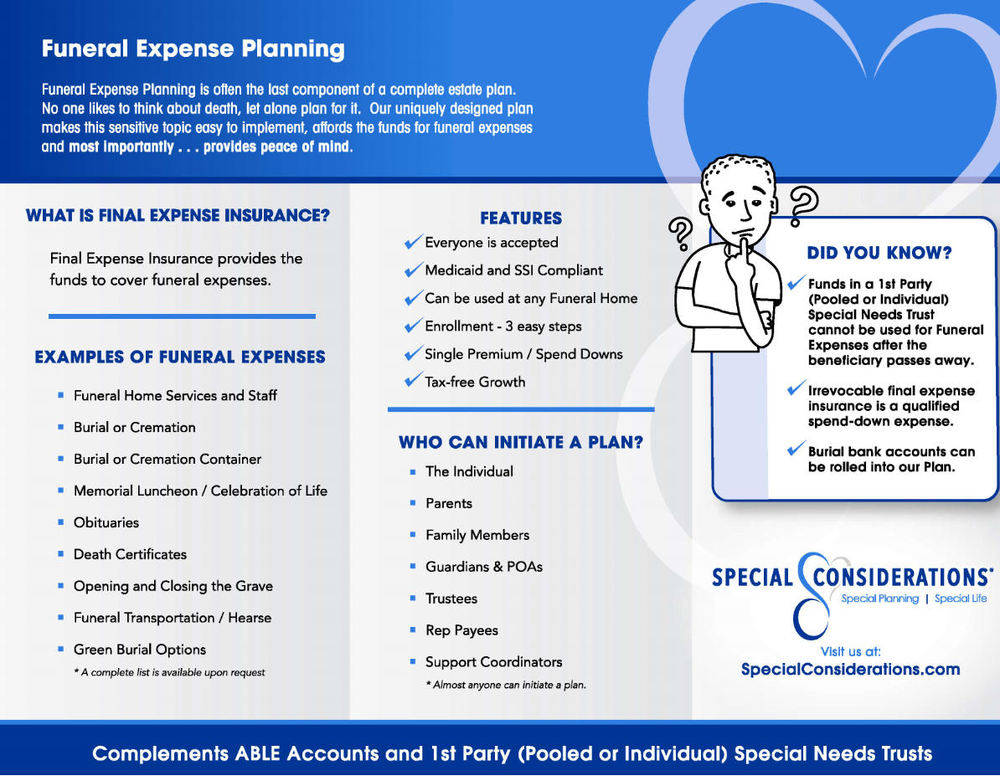 Funeral Expense Planning
Funeral Expense Planning is often the last component of a complete estate plan.
No one likes to think about death, let alone plan for it. Our uniquely designed plan
makes this sensitive topic easy to implement, affords the funds for funeral expenses
and most importantly . . . provides peace of mind.
WHAT IS FINAL EXPENSE INSURANCE?
Final Expense Insurance provides the
funds to cover funeral expenses.
EXAMPLES OF FUNERAL EXPENSES
▪ Funeral Home Services and Staff
▪ Burial or Cremation
▪ Burial or Cremation Container
▪ Memorial Luncheon / Celebration of Life
▪ Obituaries
▪ Death Certificates
▪ Opening and Closing the Grave
▪ Funeral Transportation / Hearse
▪ Green Burial Options
* A complete list is available upon request
FEATURES
✓ Everyone is accepted
✓ Medicaid and SSI Compliant
✓ Can be used at any Funeral Home
✓ Enrollment - 3 easy steps
✓ Single Premium / Spend Downs
✓ Tax-free Growth
WHO CAN INITIATE A PLAN?
▪ The Individual
▪ Parents
▪ Family Members
▪ Guardians & POAs
▪ Trustees
▪ Rep Payees
▪ Support Coordinators
* Almost anyone can initiate a plan.
? ?
DID YOU KNOW?
✓ Funds in a 1st Party
(Pooled or Individual)
Special Needs Trust
cannot be used for Funeral
Expenses after the
beneficiary passes away.
✓ Irrevocable final expense
insurance is a qualified
spend-down expense.
✓ Burial bank accounts can
be rolled into our Plan.
SPECIAL CONSIDERATIONS
Special Planning | Special Life
Visit us at:
SpecialConsiderations.com
Complements ABLE Accounts and 1st Party (Pooled or Individual) Special Needs Trusts